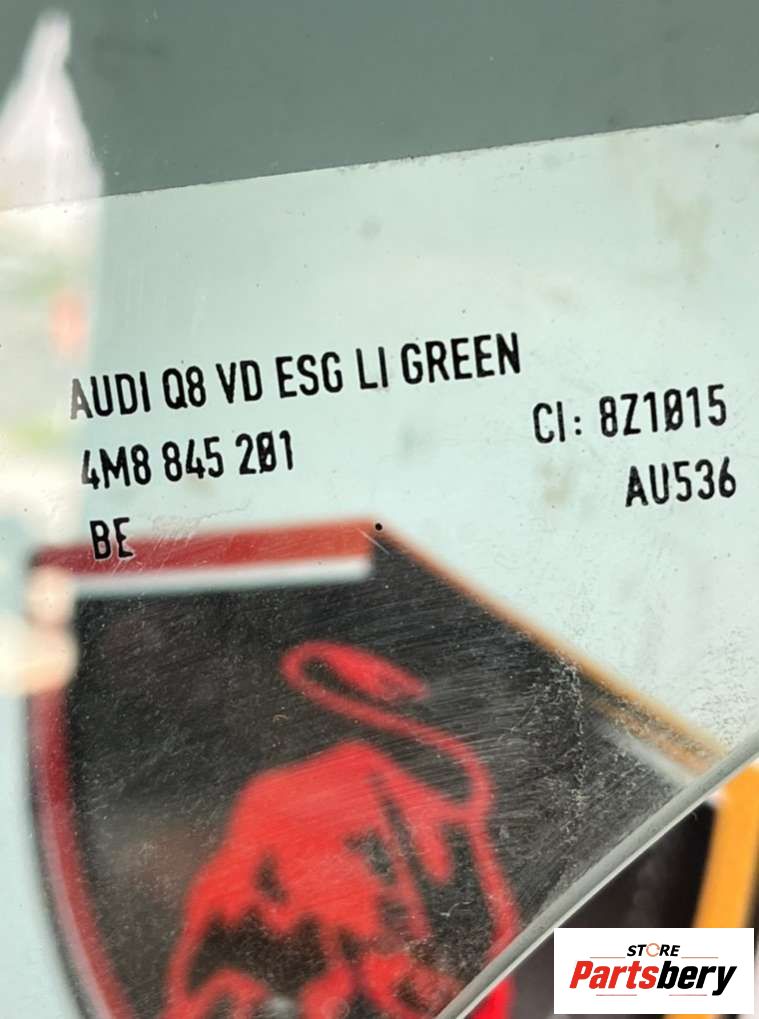 AUDI Q8 VD ESG LI GREEN
4M8 845 201
CI: 8Z1015
AU536
BE
STORE
Partsbery